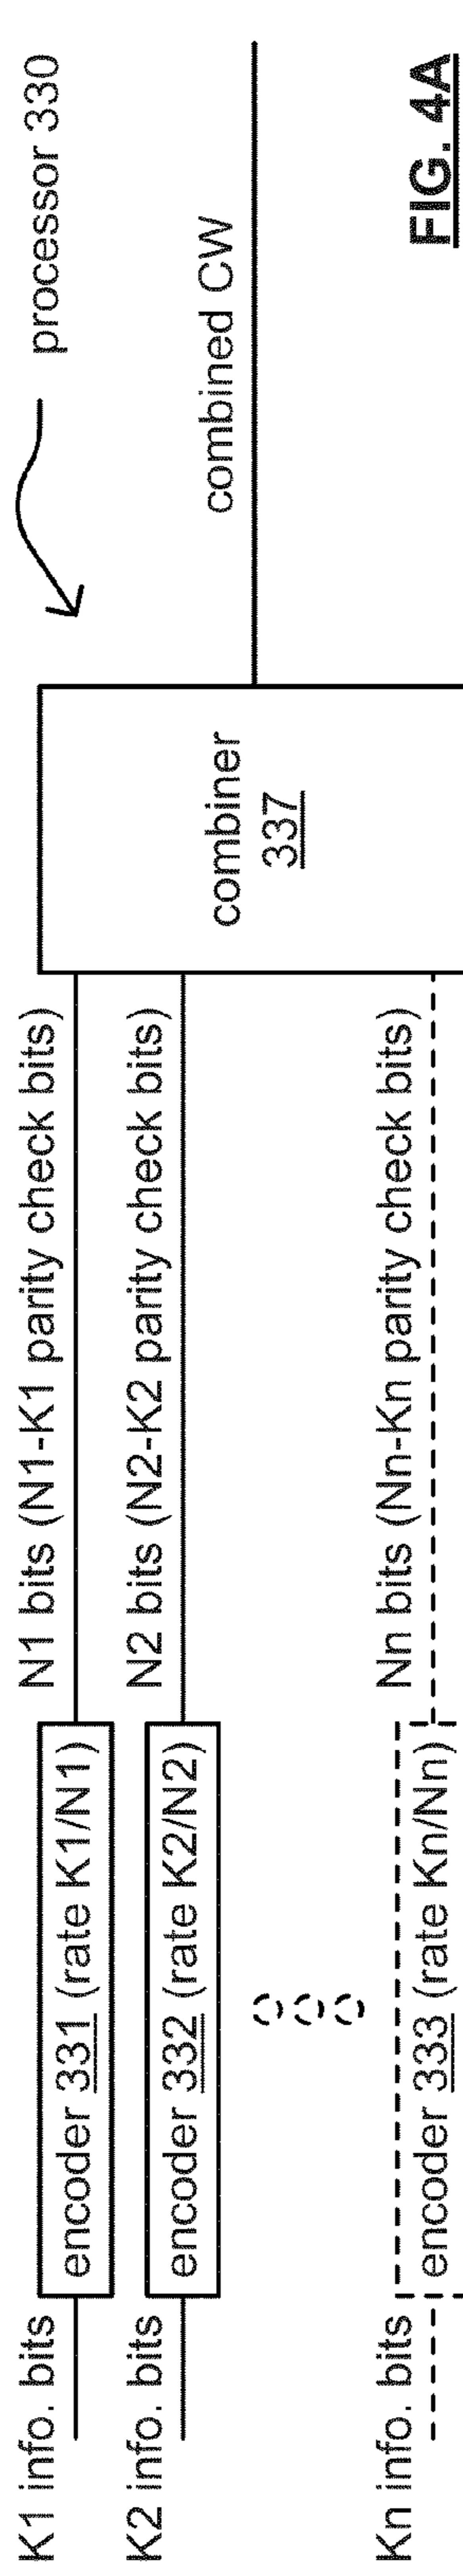 processor 330
K1 info. bits
encoder 331 (rate K1/N1)
N1 bits (N1-K1 parity check bits)
K2 info. bits
encoder 332 (rate K2/N2)
N2 bits (N2-K2 parity check bits)
combiner
337
combined CW
Kn info. bits
encoder 333 (rate Kn/Nn)
Nn bits (Nn-Kn parity check bits)
FIG. 4A